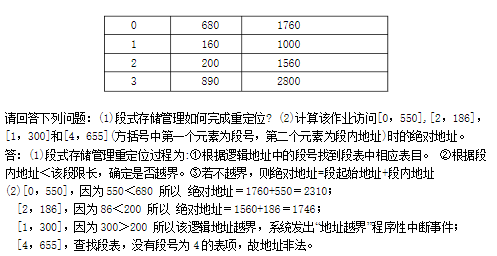 0 680 1760
1 160 1000
2 200 1560
3 890 2800
请回答下列问题：(1)段式存储管理如何完成重定位？(2)计算该作业访问[0，550]，[2，186]，
[1，300]和[4，655](方括号中第一个元素为段号，第二个元素为段内地址)时的绝对地址。
答：(1)段式存储管理重定位过程为：①根据逻辑地址中的段号找到段表中相应表目。 ②根据段
内地址＜该段限长，确定是否越界。③若不越界，则绝对地址=段起始地址+段内地址
(2)[0，550]，因为550＜680 所以 绝对地址=1760+550=2310；
[2，186]，因为86＜200 所以 绝对地址=1560+186=1746；
[1，300]，因为300＞200 所以该逻辑地址越界，系统发出“地址越界”程序性中断事件；
[4，655]，查找段表，没有段号为 4的表项，故地址非法。